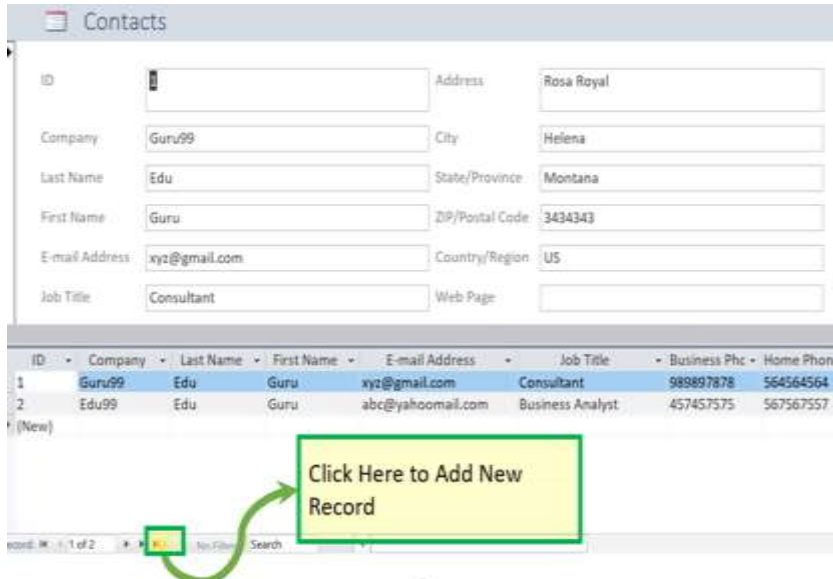 Contacts
ID 1 Address Rosa Royal
Company Guru99 City Helena
Last Name Edu State/Province Montana
First Name Guru ZIP/Postal Code 3434343
E-mail Address xyz@gmail.com Country/Region US
Job Title Consultant Web Page
ID Company Last Name First Name E-mail Address Job Title Business Phc Home Phon
1 Guru99 Edu Guru xyz@gmail.com Consultant 989897878 564564564
2 Edu99 Edu Guru abc@yahoomail.com Business Analyst 457457575 567567557
(New)
Click Here to Add New
Record
1 of 2 No Filter Search